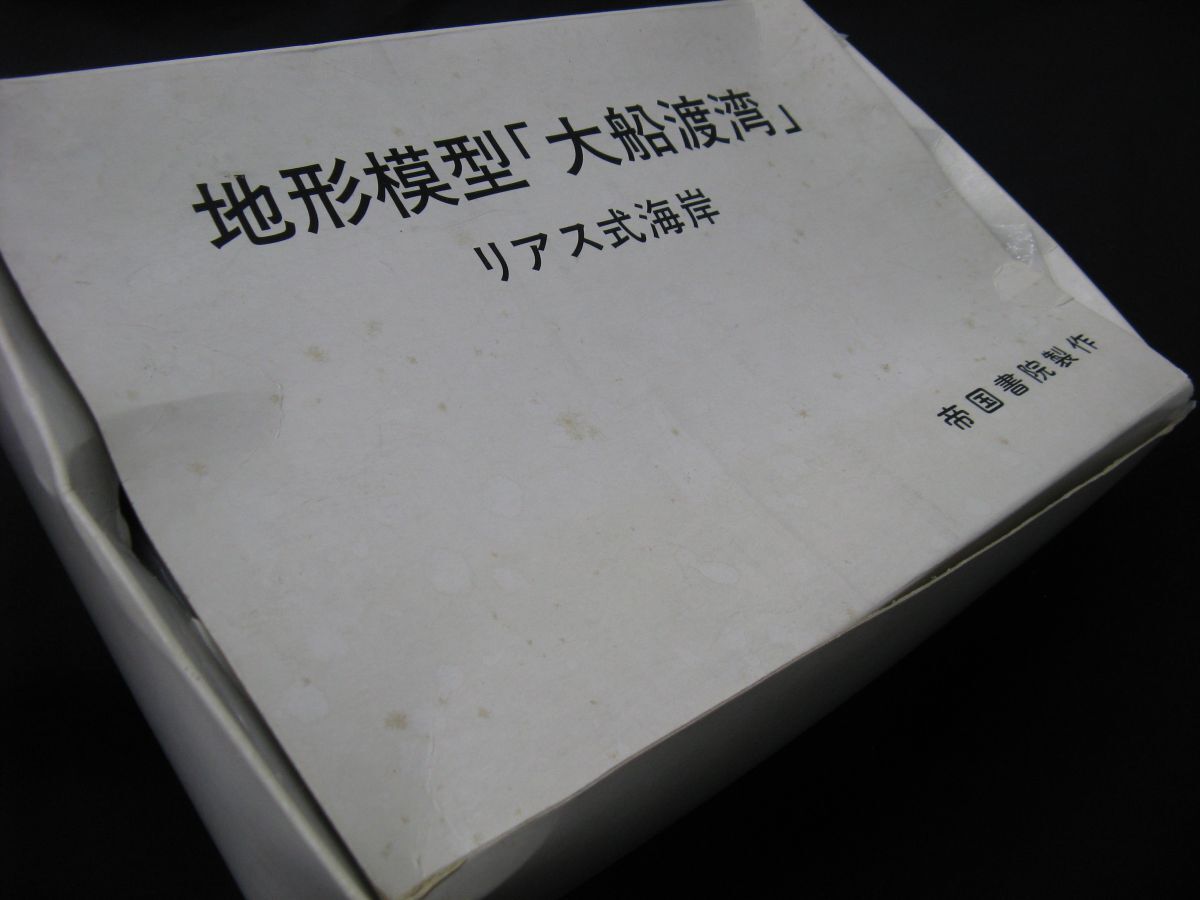 地形模型「大船渡湾」
リアス式海岸
帝国書院製作